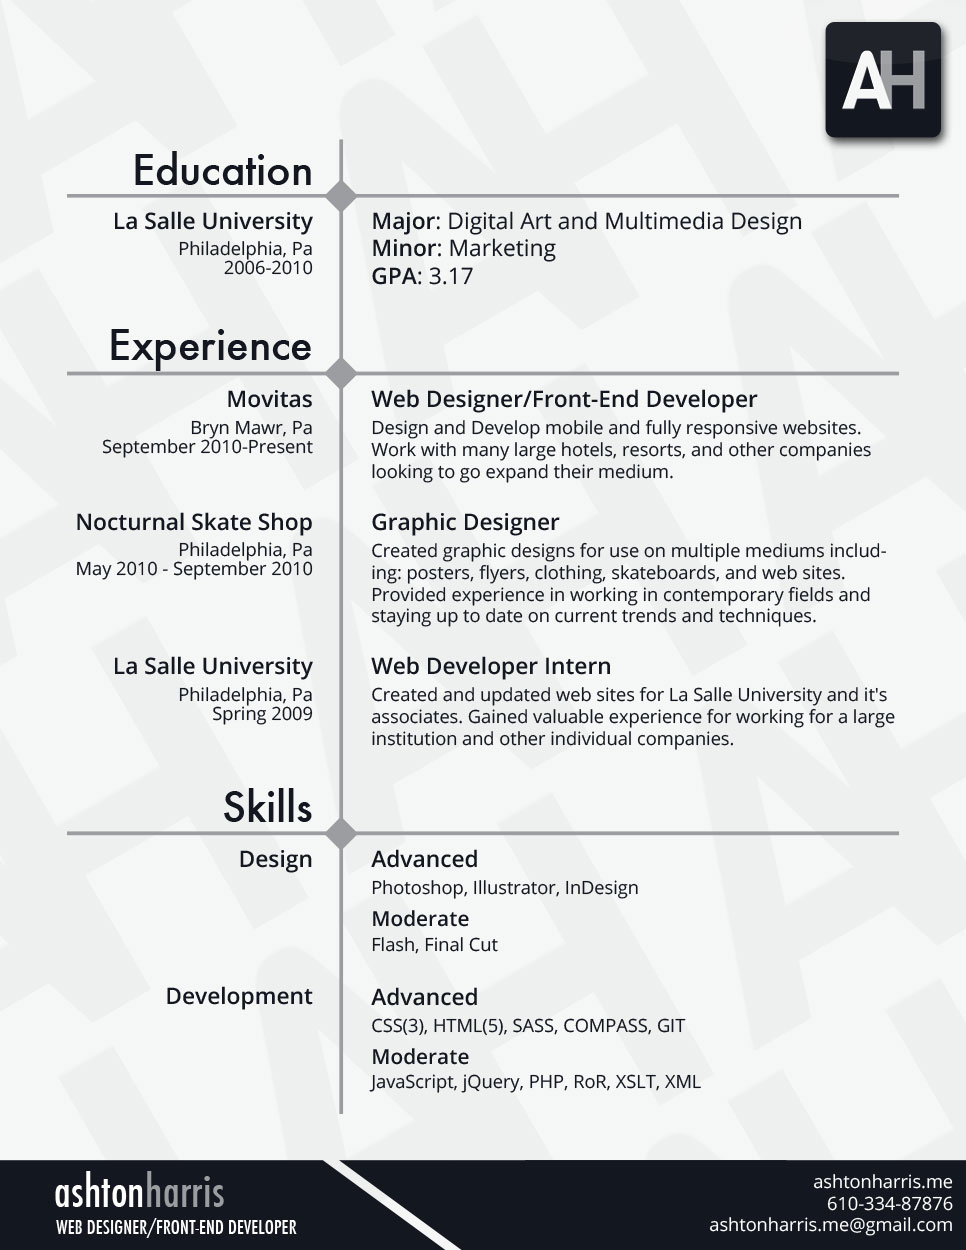 AH
Education
La Salle University
Philadelphia, Pa
2006-2010
Major: Digital Art and Multimedia Design
Minor: Marketing
GPA: 3.17
Experience
Movitas
Bryn Mawr, Pa
September 2010-Present
Web Designer/Front-End Developer
Design and Develop mobile and fully responsive websites.
Work with many large hotels, resorts, and other companies
looking to go expand their medium.
Nocturnal Skate Shop
Philadelphia, Pa
May 2010 - September 2010
Graphic Designer
Created graphic designs for use on multiple mediums includ-
ing: posters, flyers, clothing, skateboards, and web sites.
Provided experience in working in contemporary fields and
staying up to date on current trends and techniques.
La Salle University
Philadelphia, Pa
Spring 2009
Web Developer Intern
Created and updated web sites for La Salle University and it's
associates. Gained valuable experience for working for a large
institution and other individual companies.
Skills
Design
Advanced
Photoshop, Illustrator, InDesign
Moderate
Flash, Final Cut
Development
Advanced
CSS(3), HTML(5), SASS, COMPASS, GIT
Moderate
JavaScript, jQuery, PHP, RoR, XSLT, XML
ashtonharris
WEB DESIGNER/FRONT-END DEVELOPER
ashtonharris.me
610-334-87876
ashtonharris.me@gmail.com